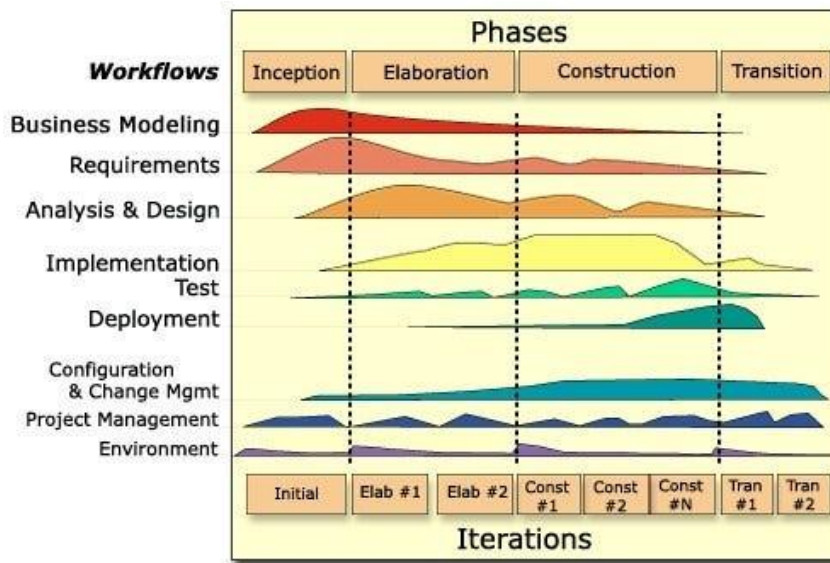 Phases
Workflows
Inception
Elaboration
Construction
Transition
Business Modeling
Requirements
Analysis & Design
Implementation
Test
Deployment
Configuration
& Change Mgmt
Project Management
Environment
Initial
Elab #1
Elab #2
Const
#1
Const
#2
Const
#N
Tran
#1
Tran
#2
Iterations